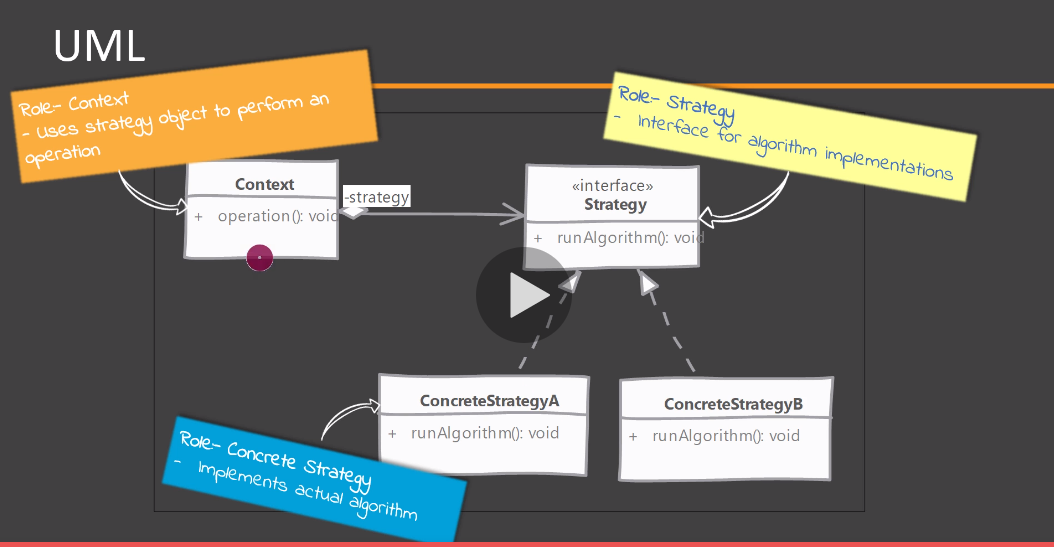 UML
Role- Context
- Uses strategy object to perform an
operation
Role:- Strategy
- Interface for algorithm implementations
Context
+ operation(): void
-strategy
«interface»
Strategy
+ runAlgorithm(): void
ConcreteStrategyA
+ runAlgorithm(): void
ConcreteStrategyB
+ runAlgorithm(): void
Role- Concrete Strategy
- Implements actual algorithm